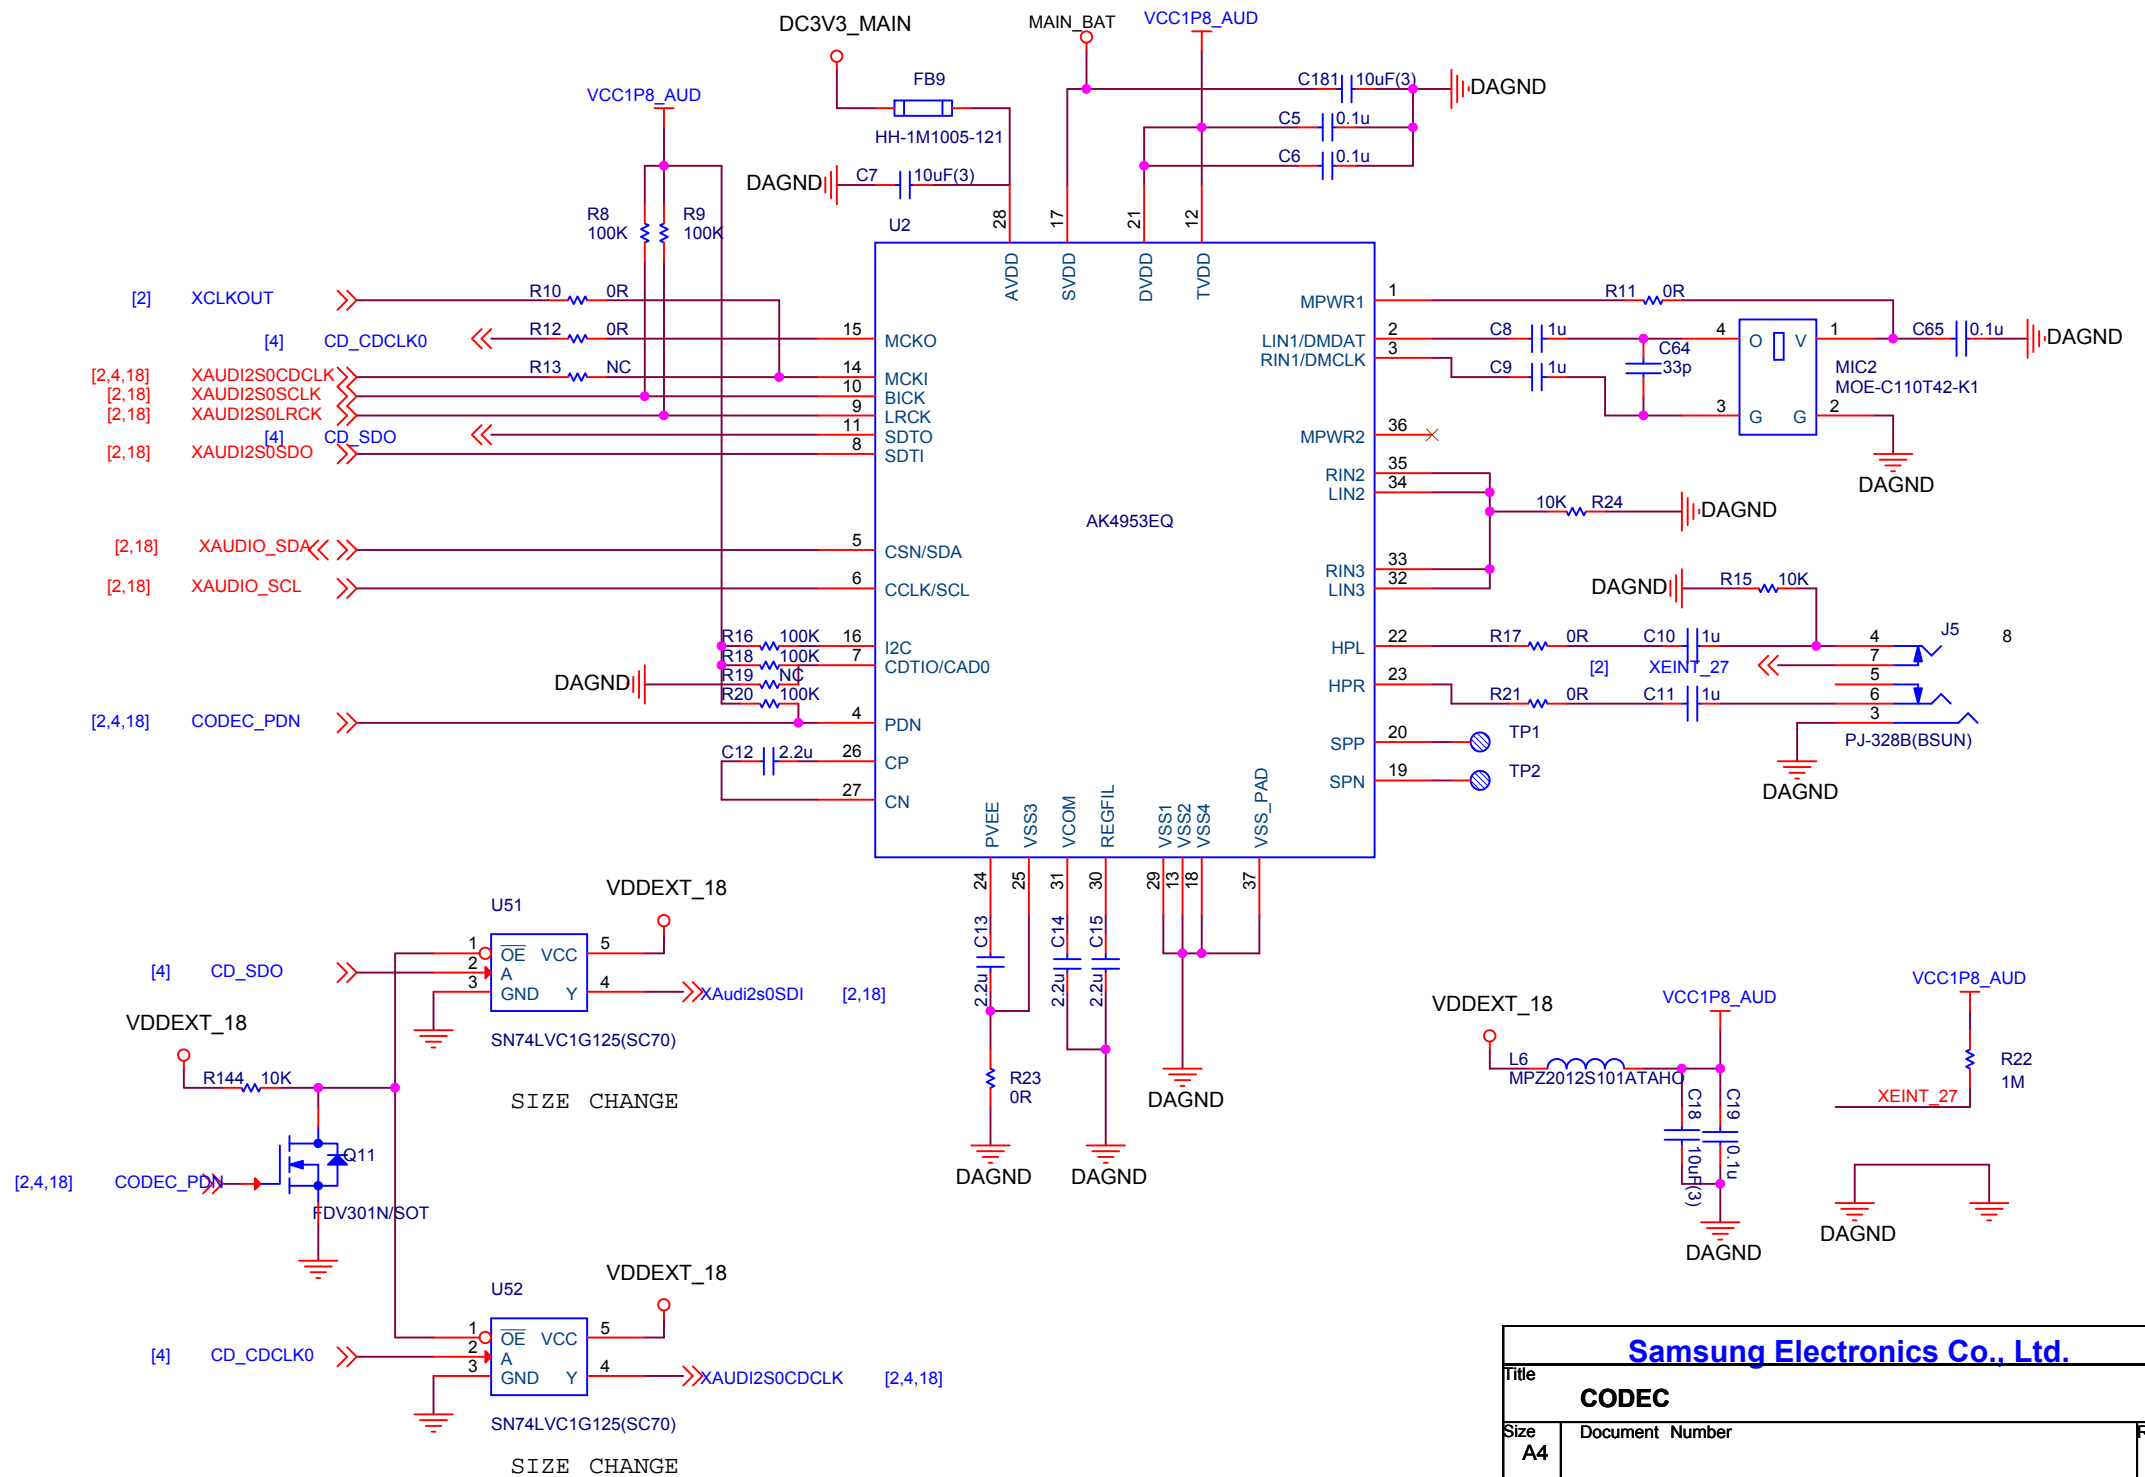 DC3V3_MAIN
MAIN_BAT
VCC1P8_AUD
FB9
HH-1M1005-121
VCC1P8_AUD
C181 10uF(3)
DAGND
C5 0.1u
C6 0.1u
DAGND
C7 10uF(3)
R8 100K
R9 100K
U2
28
17
21
12
AVDD
SVDD
DVDD
TVDD
[2] XCLKOUT
R10 0R
[4] CD_CDCLK0
R12 0R
15 MCKO
[2,4,18] XAUDI2S0CDCLK
R13 NC
14 MCKI
[2,18] XAUDI2S0SCLK
10 BICK
[2,18] XAUDI2S0LRCK
9 LRCK
[4] CD_SDO
11 SDTO
[2,18] XAUDI2S0SDO
8 SDTI
[2,18] XAUDIO_SDA
5 CSN/SDA
[2,18] XAUDIO_SCL
6 CCLK/SCL
R16 100K
16 I2C
R18 100K
7 CDTIO/CAD0
DAGND
R19 NC
R20 100K
[2,4,18] CODEC_PDN
4 PDN
C12 2.2u
26 CP
27 CN
AK4953EQ
MPWR1 1
R11 0R
LIN1/DMDAT 2
C8 1u
RIN1/DMCLK 3
C9 1u
C64
33p
4 O V 1
3 G G 2
C65 0.1u
DAGND
MIC2
MOE-C110T42-K1
DAGND
MPWR2 36
RIN2 35
LIN2 34
10K R24
DAGND
RIN3 33
LIN3 32
DAGND
R15 10K
HPL 22
R17 0R
C10 1u
4
J5
8
[2] XEINT_27
7
5
HPR 23
R21 0R
C11 1u
6
3
PJ-328B(BSUN)
DAGND
SPP 20
TP1
SPN 19
TP2
PVEE
VSS3
VCOM
REGFIL
VSS1
VSS2
VSS4
VSS_PAD
24
25
31
30
29
13
18
37
C13 2.2u
C14 2.2u
C15 2.2u
R23
0R
DAGND
DAGND
DAGND
VDDEXT_18
U51
1 OE VCC 5
[4] CD_SDO
2 A
3 GND Y 4
XAudi2s0SDI [2,18]
SN74LVC1G125(SC70)
SIZE CHANGE
VDDEXT_18
R144 10K
Q11
[2,4,18] CODEC_PDN
FDV301N/SOT
VDDEXT_18
U52
1 OE VCC 5
[4] CD_CDCLK0
2 A
3 GND Y 4
XAUDI2S0CDCLK [2,4,18]
SN74LVC1G125(SC70)
SIZE CHANGE
VDDEXT_18
VCC1P8_AUD
L6
MPZ2012S101ATAHO
C18 10uF(3)
C19 0.1u
DAGND
VCC1P8_AUD
R22
1M
XEINT_27
DAGND
Samsung Electronics Co., Ltd.
Title
CODEC
Size
A4
Document Number